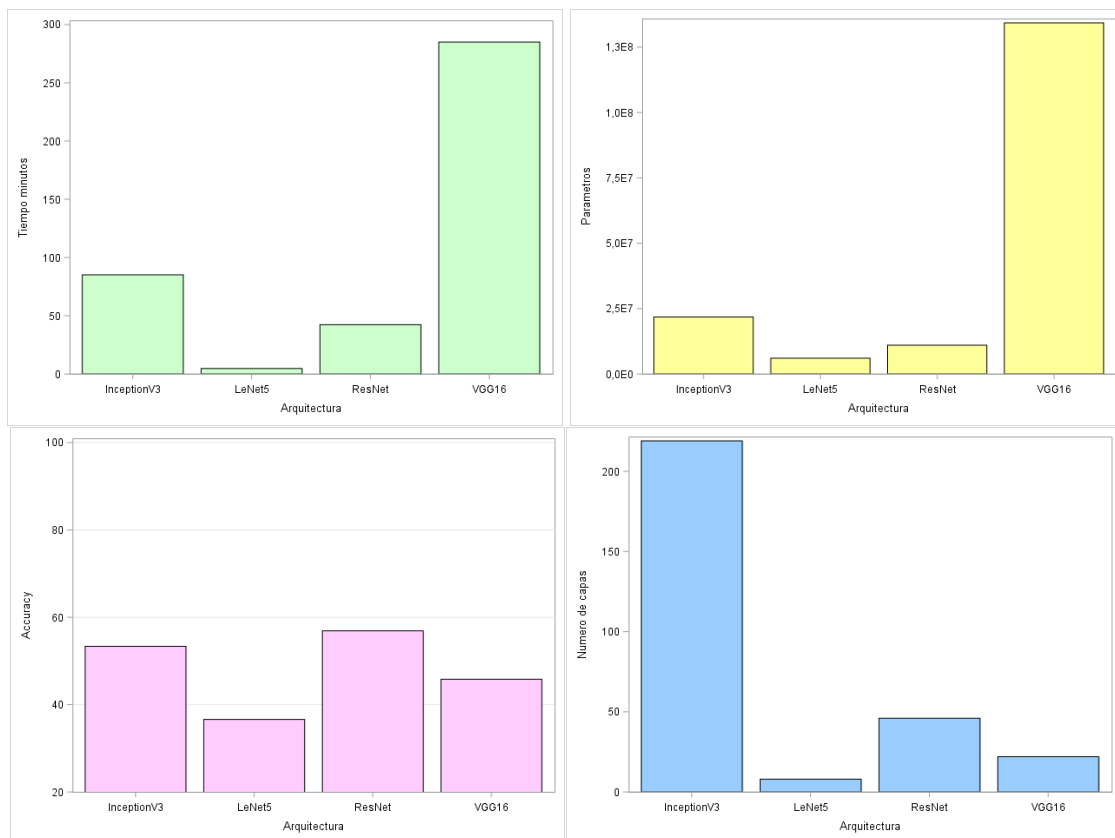 300
250
200
150
100
50
0
Tiempo minutos
InceptionV3 LeNet5 ResNet VGG16
Arquitectura
1,3E8
1,0E8
7,5E7
5,0E7
2,5E7
0,0E0
Parametros
InceptionV3 LeNet5 ResNet VGG16
Arquitectura
100
80
60
40
20
Accuracy
InceptionV3 LeNet5 ResNet VGG16
Arquitectura
200
150
100
50
0
Numero de capas
InceptionV3 LeNet5 ResNet VGG16
Arquitectura